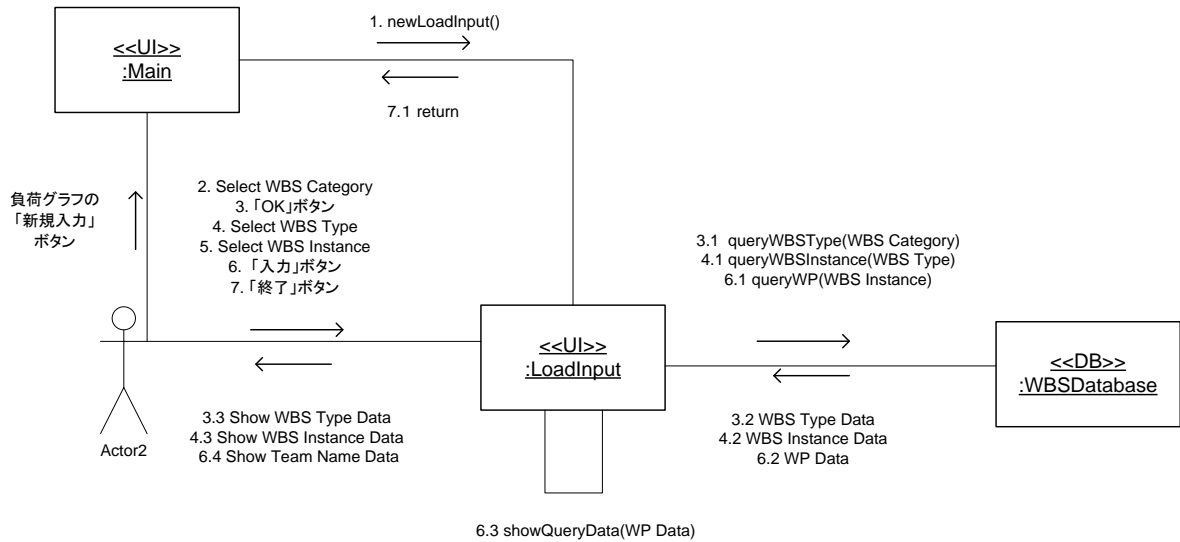 1. newLoadInput()
<<UI>>
:Main
7.1 return
負荷グラフの
「新規入力」
ボタン
2. Select WBS Category
3. 「OK」ボタン
4. Select WBS Type
5. Select WBS Instance
6. 「入力」ボタン
7. 「終了」ボタン
3.1 queryWBSType(WBS Category)
4.1 queryWBSInstance(WBS Type)
6.1 queryWP(WBS Instance)
<<UI>>
:LoadInput
<<DB>>
:WBSDatabase
Actor2
3.3 Show WBS Type Data
4.3 Show WBS Instance Data
6.4 Show Team Name Data
3.2 WBS Type Data
4.2 WBS Instance Data
6.2 WP Data
6.3 showQueryData(WP Data)